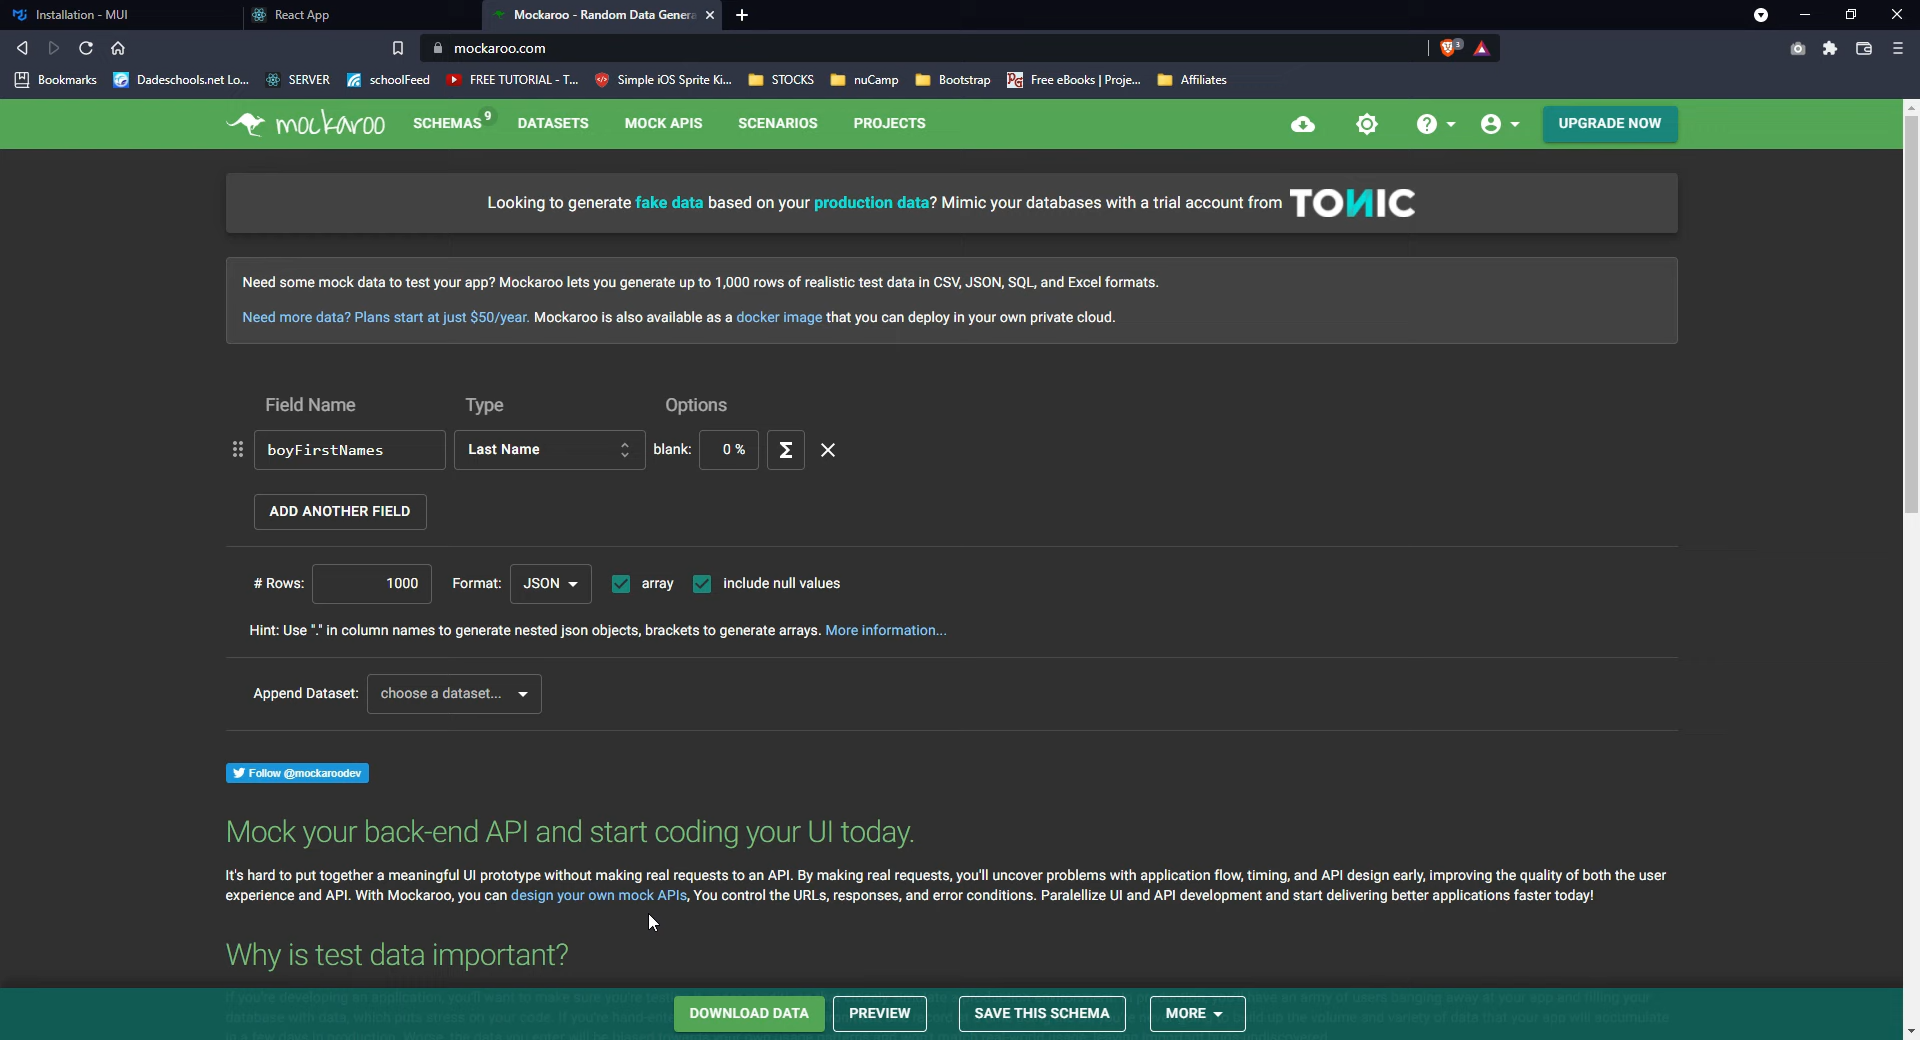 Installation - MUI
React App
Mockaroo - Random Data Genera
mockaroo.com
3
Bookmarks
Dadeschools.net Lo...
SERVER
schoolFeed
FREE TUTORIAL - T...
Simple iOS Sprite Ki...
STOCKS
nuCamp
Bootstrap
Free eBooks | Proje...
Affiliates
mockaroo
SCHEMAS 9
DATASETS
MOCK APIS
SCENARIOS
PROJECTS
UPGRADE NOW
Looking to generate fake data based on your production data? Mimic your databases with a trial account from TONIC
Need some mock data to test your app? Mockaroo lets you generate up to 1,000 rows of realistic test data in CSV, JSON, SQL, and Excel formats.
Need more data? Plans start at just $50/year. Mockaroo is also available as a docker image that you can deploy in your own private cloud.
Field Name Type Options
boyFirstNames Last Name blank: 0 % Σ
ADD ANOTHER FIELD
# Rows: 1000 Format: JSON array include null values
Hint: Use "." in column names to generate nested json objects, brackets to generate arrays. More information...
Append Dataset: choose a dataset...
Follow @mockaroodev
Mock your back-end API and start coding your UI today.
It's hard to put together a meaningful UI prototype without making real requests to an API. By making real requests, you'll uncover problems with application flow, timing, and API design early, improving the quality of both the user
experience and API. With Mockaroo, you can design your own mock APIs, You control the URLs, responses, and error conditions. Paralellize UI and API development and start delivering better applications faster today!
Why is test data important?
DOWNLOAD DATA
PREVIEW
SAVE THIS SCHEMA
MORE